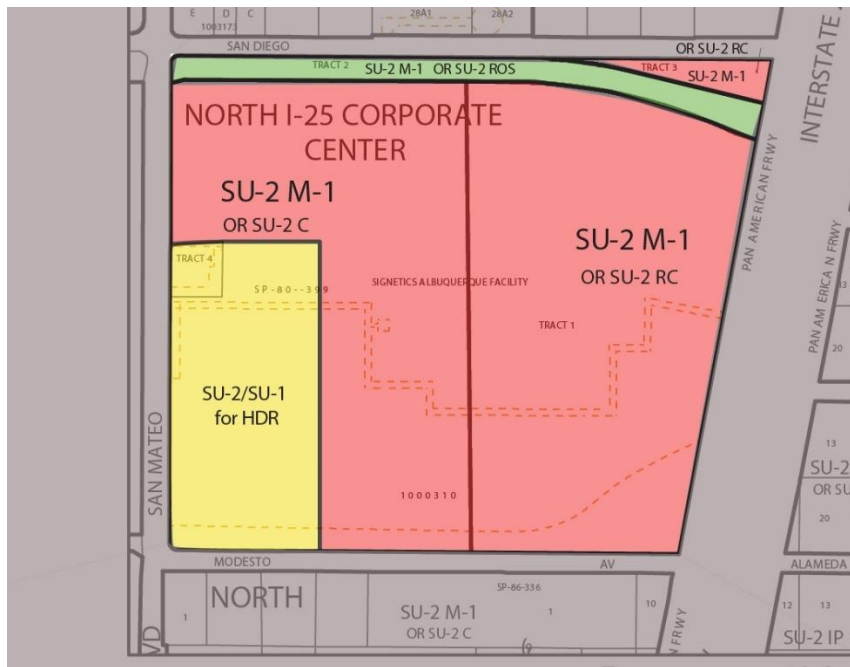 E D C
28A1
28A2
1003173
SAN DIEGO
OR SU-2 RC
TRACT 2
SU-2 M-1 OR SU-2 ROS
TRACT 3
SU-2 M-1
INTERSTATE
NORTH I-25 CORPORATE
CENTER
SU-2 M-1
OR SU-2 C
SU-2 M-1
OR SU-2 RC
PAN AMERICAN FRWY
TRACT 4
SP-80--399
SIGNETICS ALBUQUERQUE FACILITY
TRACT 1
13
PAN AMERICA N FRWY
20
SU-2/SU-1
for HDR
SAN MATEO
13
SU-2
OR SU
20
1000310
MODESTO
AV
ALAMEDA
NORTH
SP-86-336
1
SU-2 M-1
OR SU-2 C
1
10
12
13
SU-2 IP
VD
N FRWY